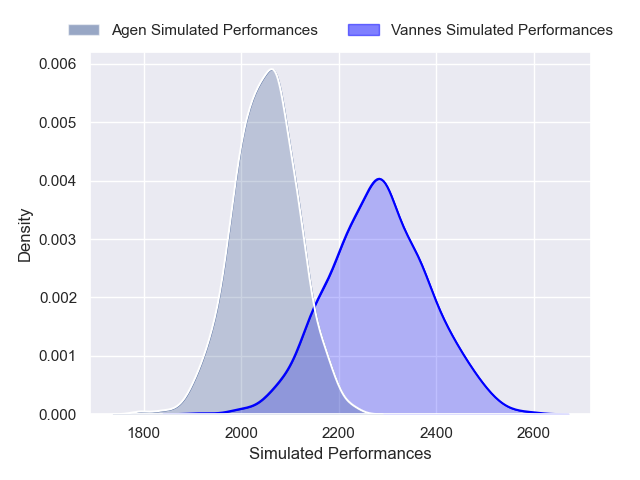 Agen Simulated Performances
Vannes Simulated Performances
0.006
0.005
0.004
0.003
0.002
0.001
0.000
Density
1800 2000 2200 2400 2600
Simulated Performances